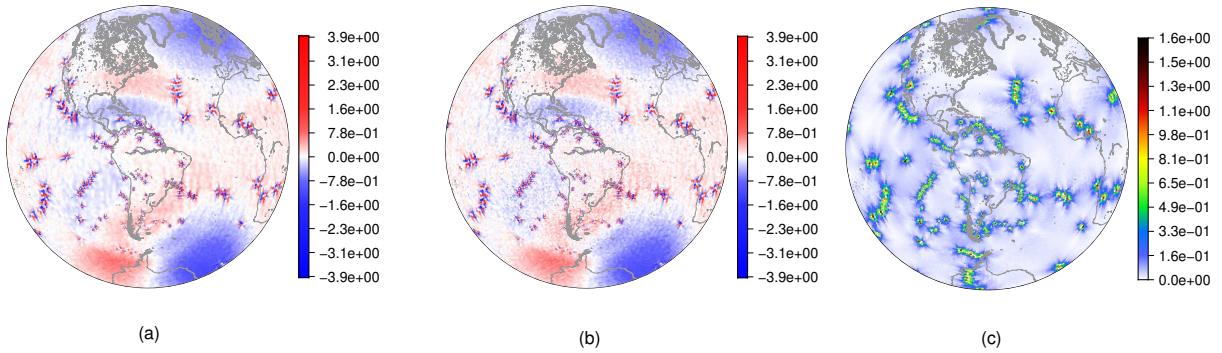 3.9e+00
3.1e+00
2.3e+00
1.6e+00
7.8e−01
0.0e+00
−7.8e−01
−1.6e+00
−2.3e+00
−3.1e+00
−3.9e+00
(a)
3.9e+00
3.1e+00
2.3e+00
1.6e+00
7.8e−01
0.0e+00
−7.8e−01
−1.6e+00
−2.3e+00
−3.1e+00
−3.9e+00
(b)
1.6e+00
1.5e+00
1.3e+00
1.1e+00
9.8e−01
8.1e−01
6.5e−01
4.9e−01
3.3e−01
1.6e−01
0.0e+00
(c)